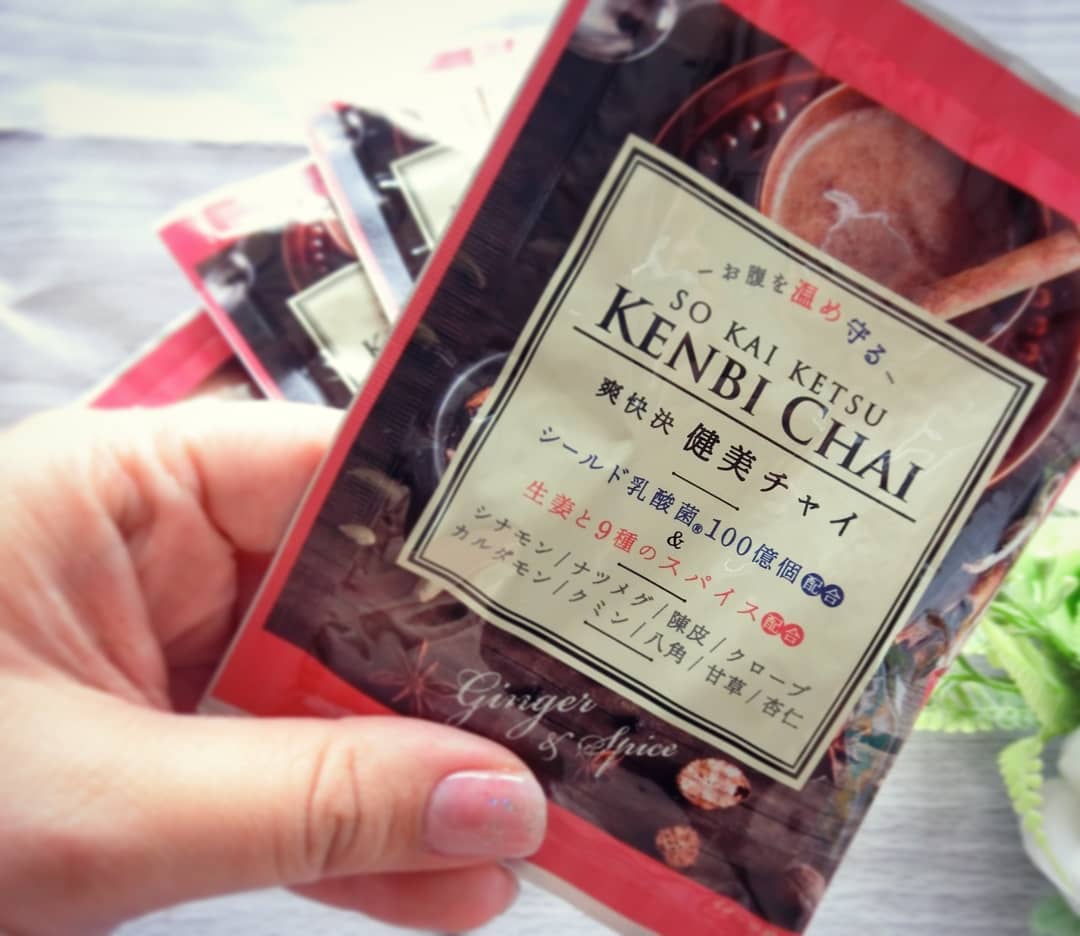 お腹を温め守る
SO KAI KETSU
KENBI CHAI
爽快決 健美チャイ
シールド乳酸菌®100億個配合
&
生姜と9種のスパイス配合
シナモン/ナツメグ/陳皮/クローブ
カルダモン/クミン/八角/甘草/杏仁
Ginger
& Spice